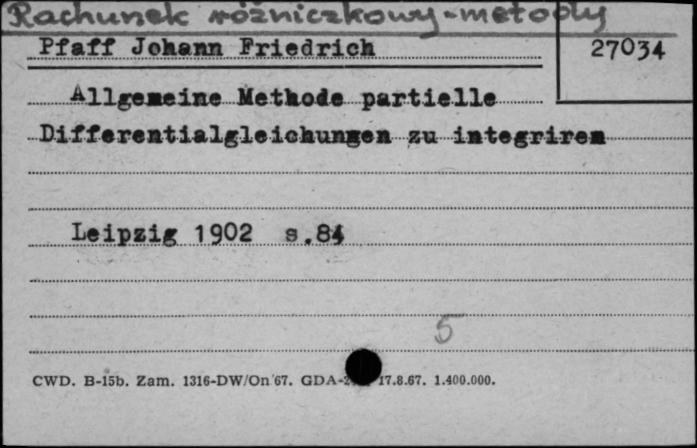 Rachunek różniczkowy-metody
Pfaff Johann Friedrich
27034
Allgemeine Methode partielle
Differentialgleichungen zu integriren
Leipzig 1902 s.84
5
CWD. B-15b. Zam. 1316-DW/On 67. GDA- 17.8.67. 1.400.000.